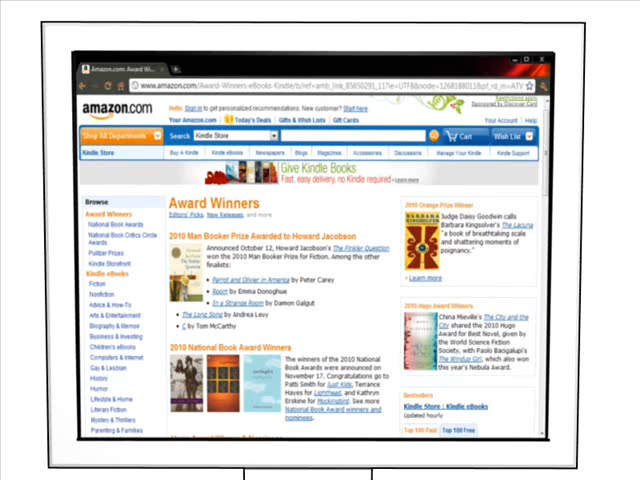 Amazon.com: Award Wi...
www.amazon.com/Award-Winners-eBooks-Kindle/b/ref=amb_link_85650291_11?ie=UTF8&node=1268188011&pf_rd_m=ATV
amazon.com
Hello. Sign in to get personalized recommendations. New customer? Start here.
Sponsored by Discover Card
Your Amazon.com
Today's Deals
Gifts & Wish Lists
Gift Cards
Your Account
Help
Shop All Departments
Search
Kindle Store
Cart
Wish List
Kindle Store
Buy A Kindle
Kindle eBooks
Newspapers
Blogs
Magazines
Accessories
Discussions
Manage Your Kindle
Kindle Support
Give Kindle Books
Fast, easy delivery, no Kindle required
Learn more
Browse
Award Winners
National Book Awards
National Book Critics Circle
Awards
Pulitzer Prizes
Kindle Storefront
Kindle eBooks
Fiction
Nonfiction
Advice & How-To
Arts & Entertainment
Biography & Memoir
Business & Investing
Children's eBooks
Computers & Internet
Gay & Lesbian
History
Humor
Lifestyle & Home
Literary Fiction
Mystery & Thrillers
Parenting & Families
Award Winners
Editors' Picks, New Releases, and more
2010 Man Booker Prize Awarded to Howard Jacobson
Announced October 12, Howard Jacobson's The Finkler Question
won the 2010 Man Booker Prize for Fiction. Among the other
finalists:
• Parrot and Olivier in America by Peter Carey
• Room by Emma Donoghue
• In a Strange Room by Damon Galgut
• The Long Song by Andrea Levy
• C by Tom McCarthy
2010 National Book Award Winners
The winners of the 2010 National
Book Awards were announced on
November 17. Congratulations go to
Patti Smith for Just Kids, Terrance
Hayes for Lighthead, and Kathryn
Erskine for Mockingbird. See more
National Book Award winners and
nominees.
2010 Orange Prize Winner
BARBARA
KINGSOLVER
Judge Daisy Goodwin calls
Barbara Kingsolver's The Lacuna
"a book of breathtaking scale
and shattering moments of
poignancy."
› Learn more
2010 Hugo Award Winners
China Mieville's The City and the
City shared the 2010 Hugo
Award for Best Novel, given by
the World Science Fiction
Society, with Paolo Bacigalupi's
The Windup Girl, which also won
this year's Nebula Award.
Bestsellers
Kindle Store : Kindle eBooks
Updated hourly
Top 100 Paid
Top 100 Free